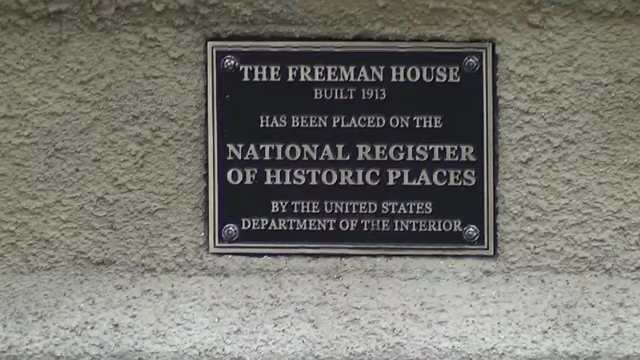 THE FREEMAN HOUSE
BUILT 1913
HAS BEEN PLACED ON THE
NATIONAL REGISTER
OF HISTORIC PLACES
BY THE UNITED STATES
DEPARTMENT OF THE INTERIOR